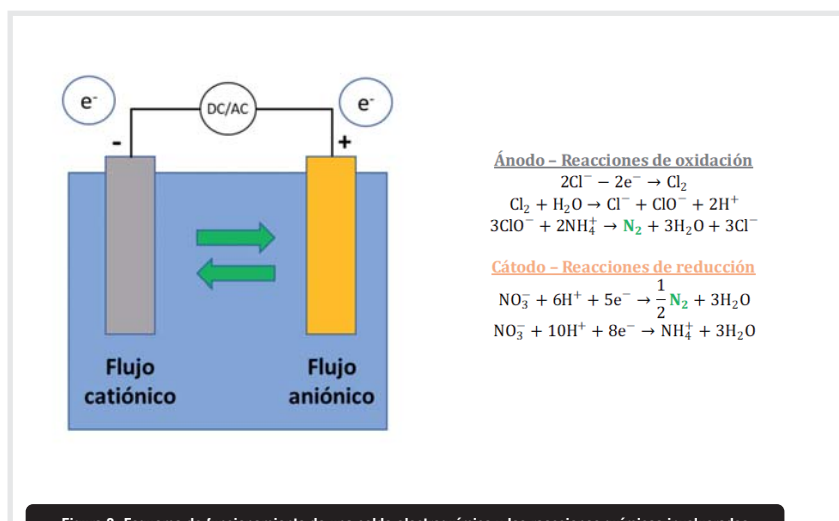 e⁻
DC/AC
e⁻
-
+
Flujo
catiónico
Flujo
aniónico
Ánodo – Reacciones de oxidación
2Cl⁻ − 2e⁻ → Cl₂
Cl₂ + H₂O → Cl⁻ + ClO⁻ + 2H⁺
3ClO⁻ + 2NH₄⁺ → N₂ + 3H₂O + 3Cl⁻
Cátodo – Reacciones de reducción
NO₃⁻ + 6H⁺ + 5e⁻ → 1/2 N₂ + 3H₂O
NO₃⁻ + 10H⁺ + 8e⁻ → NH₄⁺ + 3H₂O